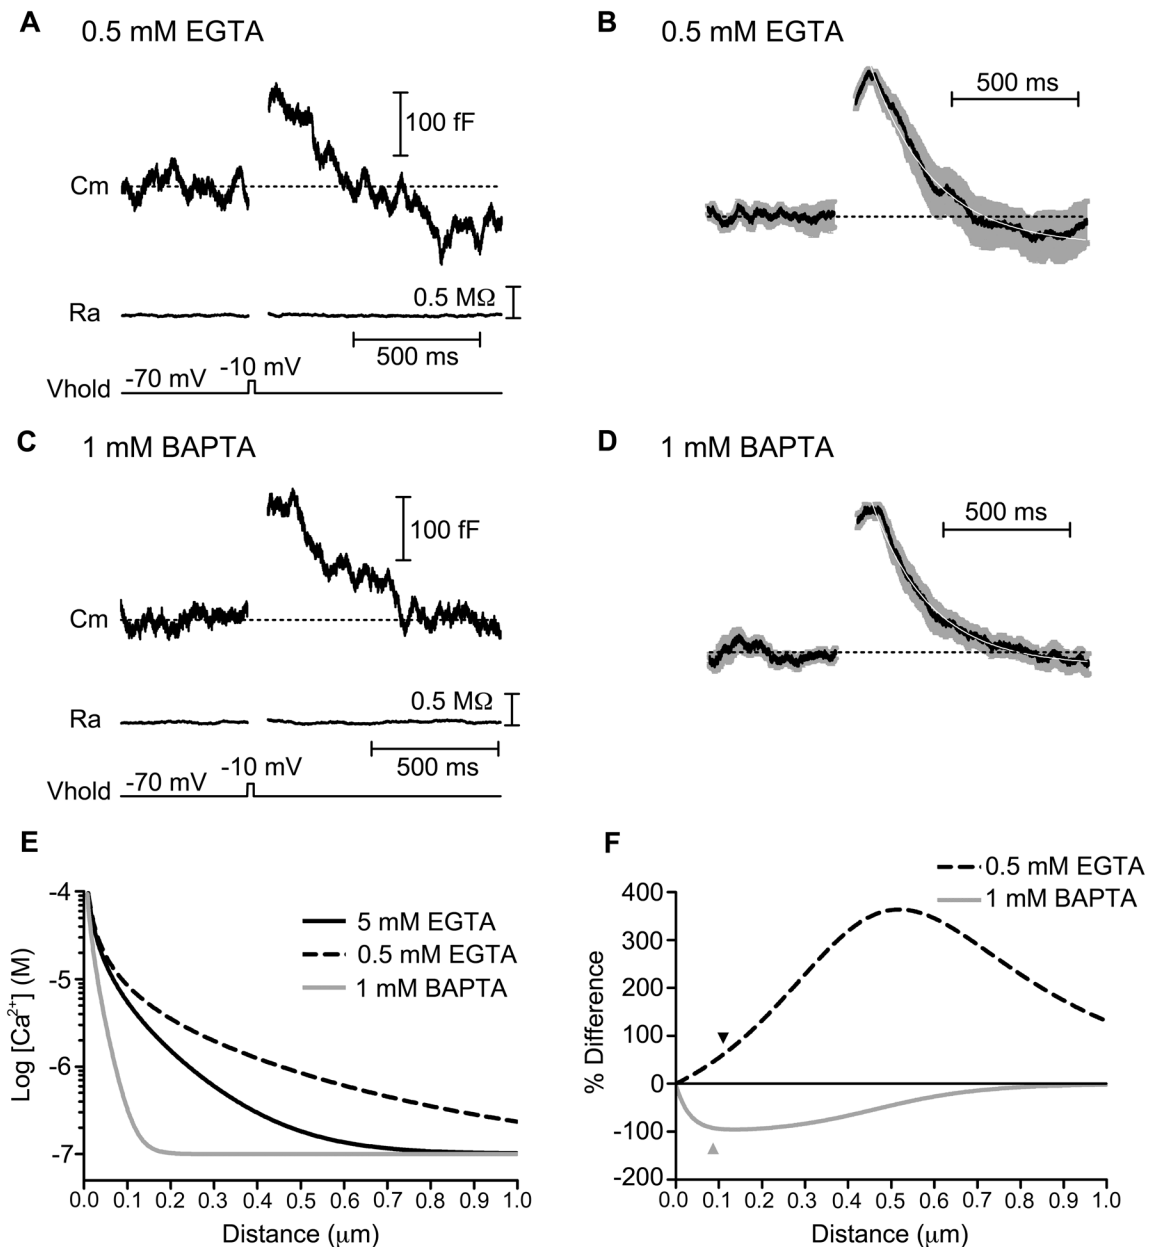 A 0.5 mM EGTA
Cm
100 fF
Ra
0.5 MΩ
500 ms
Vhold
-70 mV
-10 mV
B 0.5 mM EGTA
500 ms
C 1 mM BAPTA
Cm
100 fF
Ra
0.5 MΩ
500 ms
Vhold
-70 mV
-10 mV
D 1 mM BAPTA
500 ms
E
Log [Ca2+] (M)
-4
-5
-6
-7
5 mM EGTA
0.5 mM EGTA
1 mM BAPTA
0.0 0.1 0.2 0.3 0.4 0.5 0.6 0.7 0.8 0.9 1.0
Distance (μm)
F
0.5 mM EGTA
1 mM BAPTA
% Difference
400
300
200
100
0
-100
-200
0.0 0.1 0.2 0.3 0.4 0.5 0.6 0.7 0.8 0.9 1.0
Distance (μm)